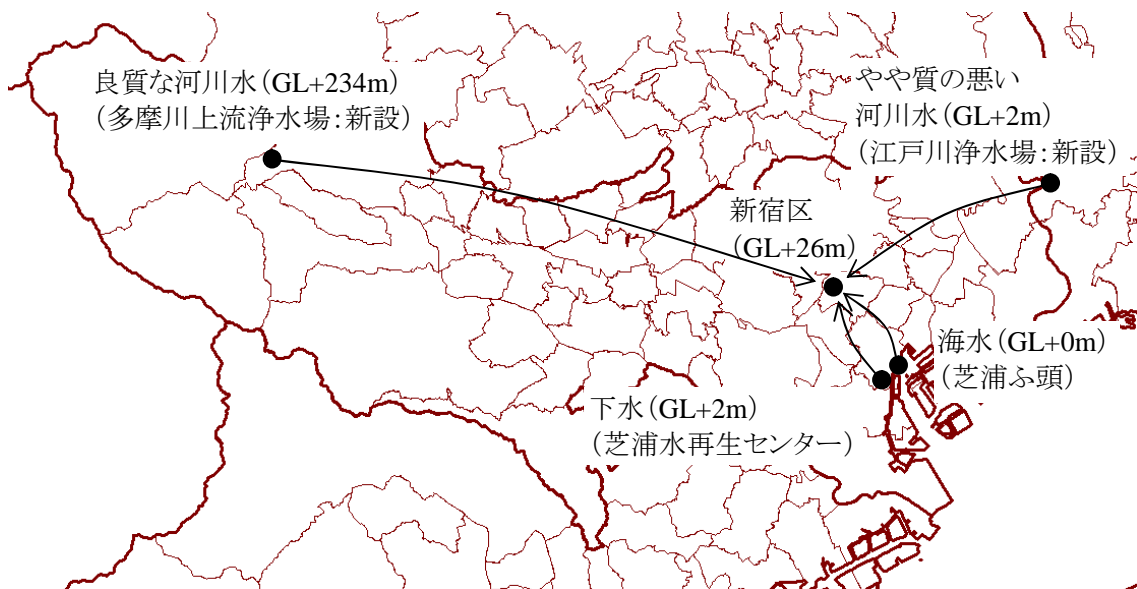 良質な河川水(GL+234m)
(多摩川上流浄水場:新設)
やや質の悪い
河川水(GL+2m)
(江戸川浄水場:新設)
新宿区
(GL+26m)
海水(GL+0m)
(芝浦ふ頭)
下水(GL+2m)
(芝浦水再生センター)